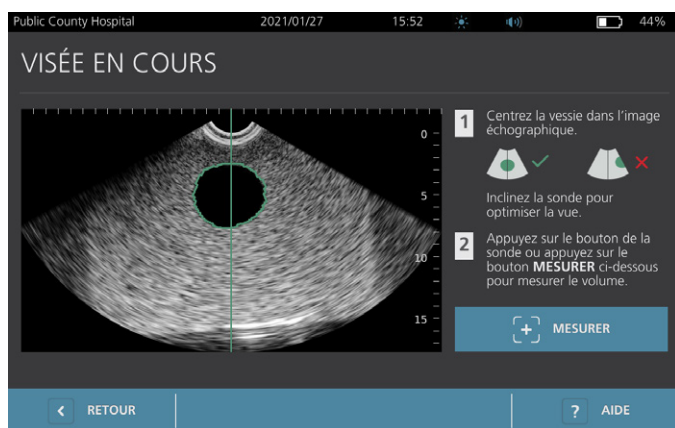 Public County Hospital 2021/01/27 15:52 44%
VISÉE EN COURS
0
5
10
15
1 Centrez la vessie dans l'image
échographique.
Inclinez la sonde pour
optimiser la vue.
2 Appuyez sur le bouton de la
sonde ou appuyez sur le
bouton MESURER ci-dessous
pour mesurer le volume.
MESURER
RETOUR
? AIDE